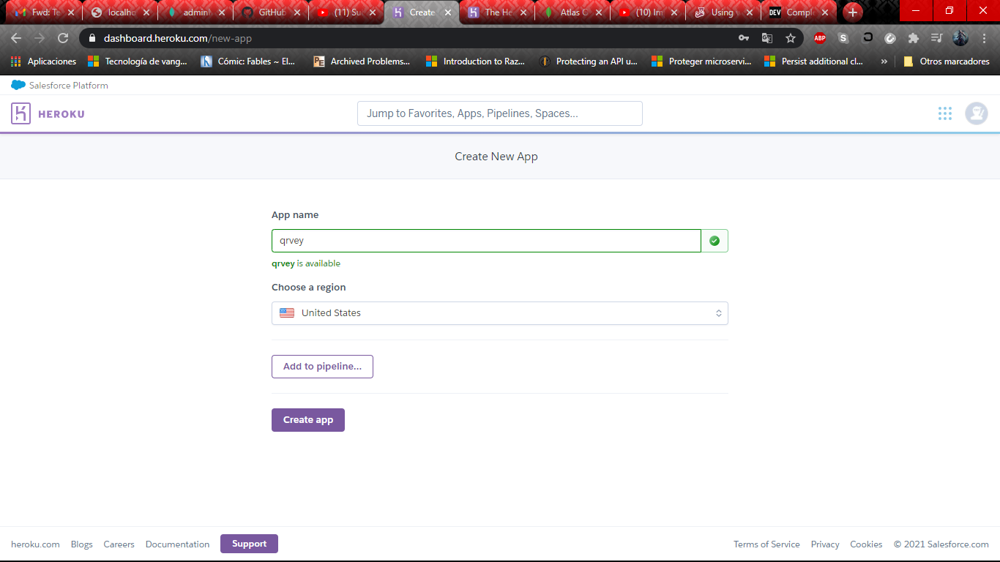 Fwd: Te
localho
admin
GitHub
(11) Su
Create
The He
Atlas C
(10) Im
Using
DEV Compl
dashboard.heroku.com/new-app
ABP
Aplicaciones
Tecnología de vang...
Cómic: Fables ~ El...
Archived Problems...
Introduction to Raz...
Protecting an API u...
Proteger microservi...
Persist additional cl...
»
Otros marcadores
Salesforce Platform
HEROKU
Jump to Favorites, Apps, Pipelines, Spaces...
Create New App
App name
qrvey
qrvey is available
Choose a region
United States
Add to pipeline...
Create app
heroku.com Blogs Careers Documentation Support
Terms of Service Privacy Cookies © 2021 Salesforce.com